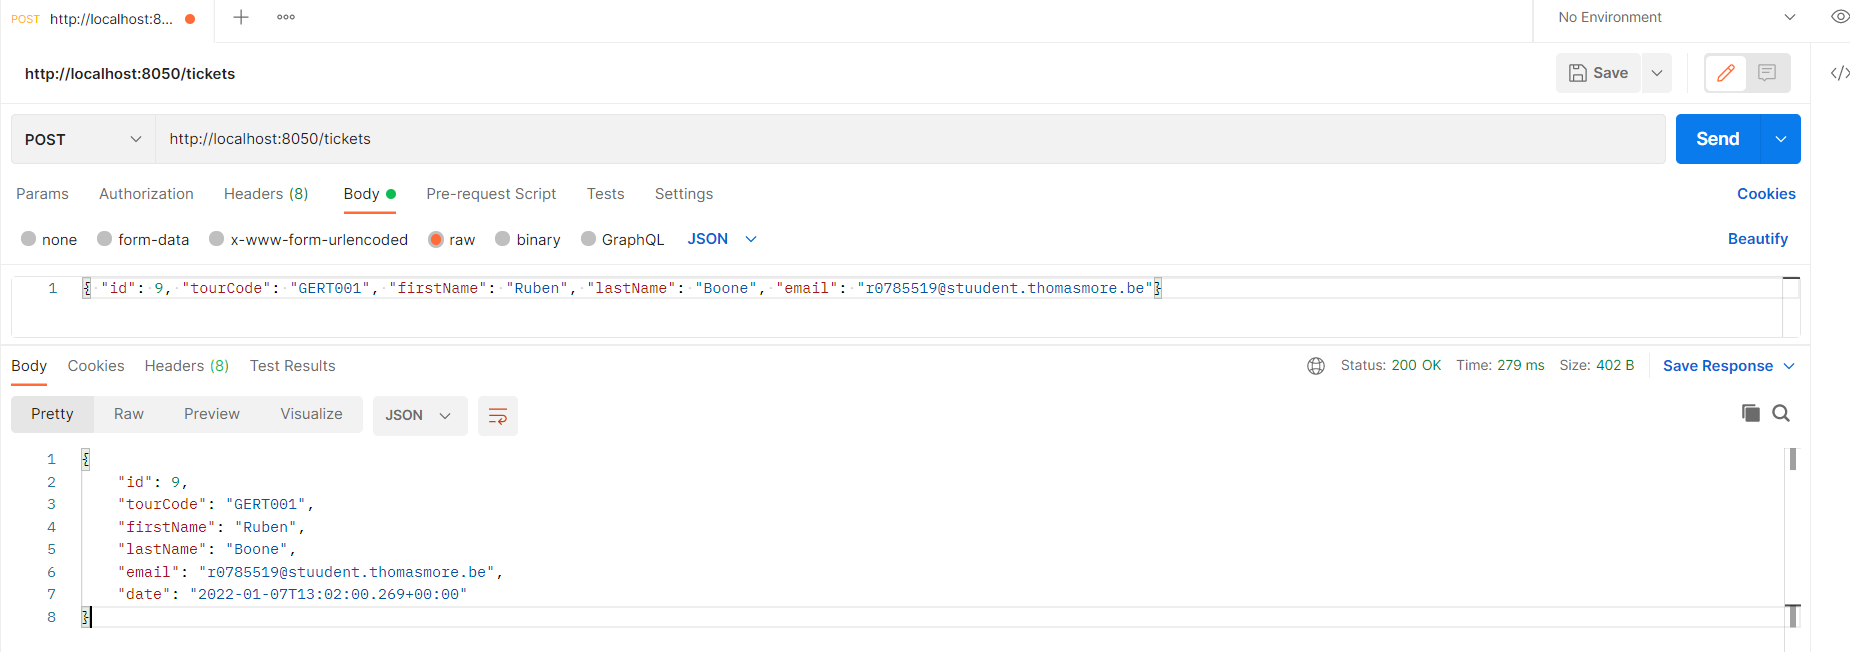 POST http://localhost:8... No Environment
http://localhost:8050/tickets Save
POST http://localhost:8050/tickets Send
Params Authorization Headers (8) Body Pre-request Script Tests Settings Cookies
none form-data x-www-form-urlencoded raw binary GraphQL JSON Beautify
1 { "id": 9, "tourCode": "GERT001", "firstName": "Ruben", "lastName": "Boone", "email": "r0785519@stuudent.thomasmore.be"}
Body Cookies Headers (8) Test Results Status: 200 OK Time: 279 ms Size: 402 B Save Response
Pretty Raw Preview Visualize JSON
1 {
2 "id": 9,
3 "tourCode": "GERT001",
4 "firstName": "Ruben",
5 "lastName": "Boone",
6 "email": "r0785519@stuudent.thomasmore.be",
7 "date": "2022-01-07T13:02:00.269+00:00"
8 }